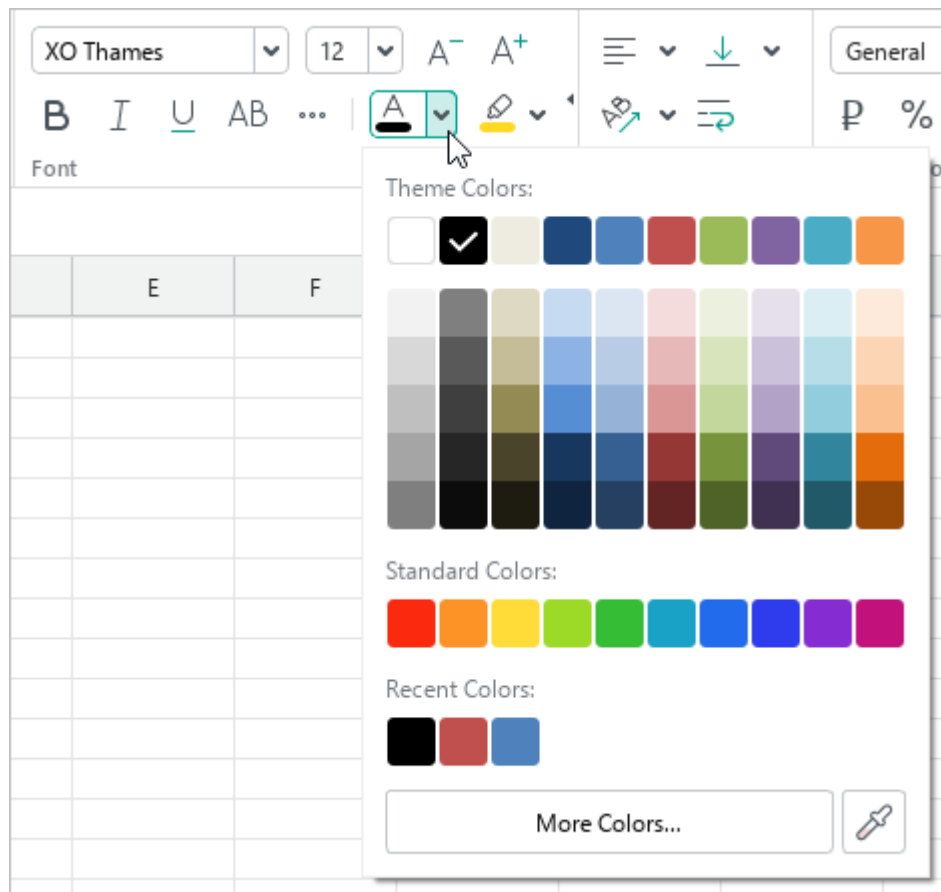 XO Thames 12 General
B I U AB ... A ₽ %
Font
Theme Colors:
E F
Standard Colors:
Recent Colors:
More Colors...